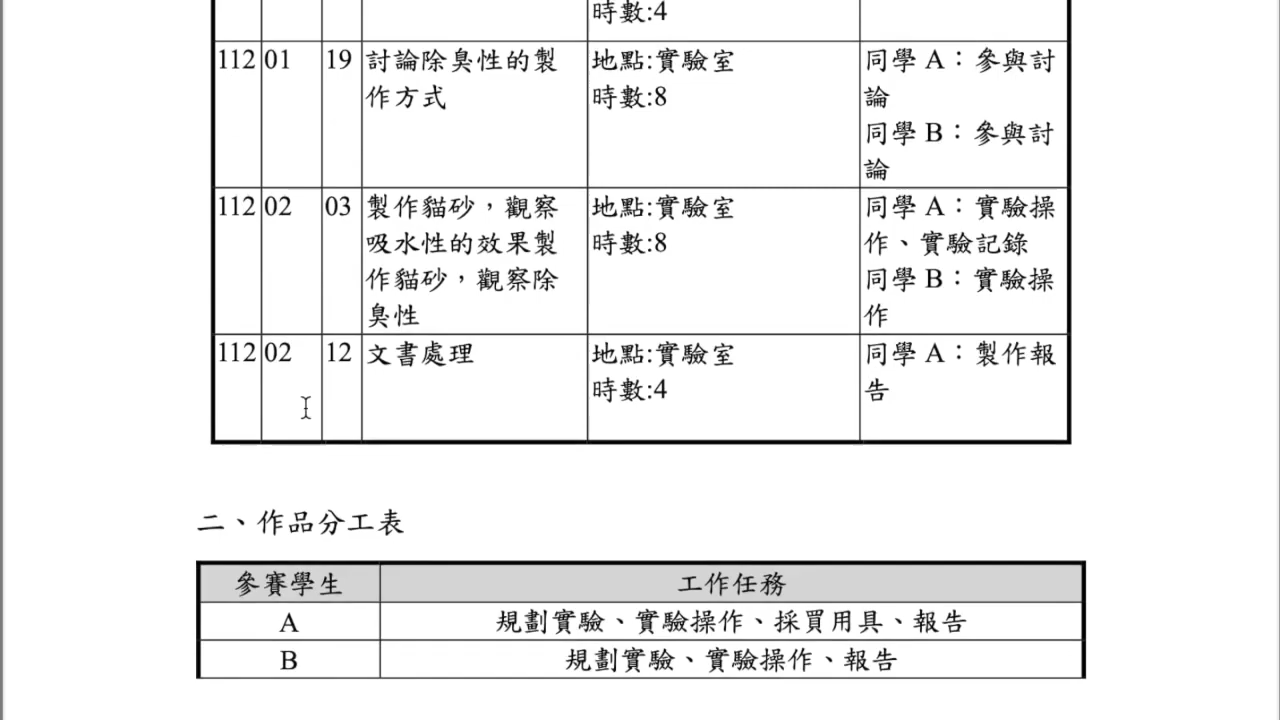 時數:4
112 01 19 討論除臭性的製 地點:實驗室 同學 A：參與討
作方式 時數:8 論
同學 B：參與討
論
112 02 03 製作貓砂，觀察 地點:實驗室 同學 A：實驗操
吸水性的效果製 時數:8 作、實驗記錄
作貓砂，觀察除 同學 B：實驗操
臭性 作
112 02 12 文書處理 地點:實驗室 同學 A：製作報
時數:4 告
二、作品分工表
參賽學生 工作任務
A 規劃實驗、實驗操作、採買用具、報告
B 規劃實驗、實驗操作、報告